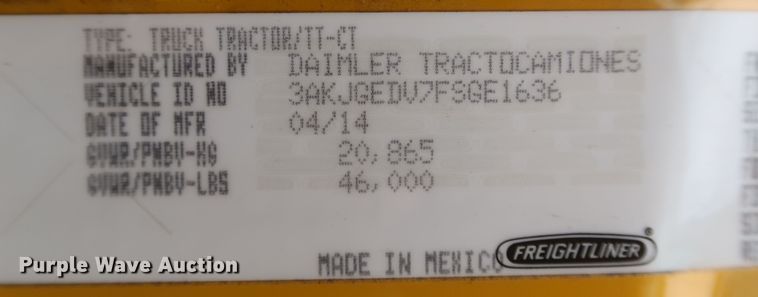 TYPE: TRUCK TRACTOR/TT-CT
MANUFACTURED BY DAIMLER TRACTOCAMIONES
VEHICLE ID NO 3AKJGEDV7FSGE1636
DATE OF MFR 04/14
GVWR/PNBV-KG 20,865
GVWR/PNBV-LBS 46,000
FREIGHTLINER®
MADE IN MEXICO
Purple Wave Auction